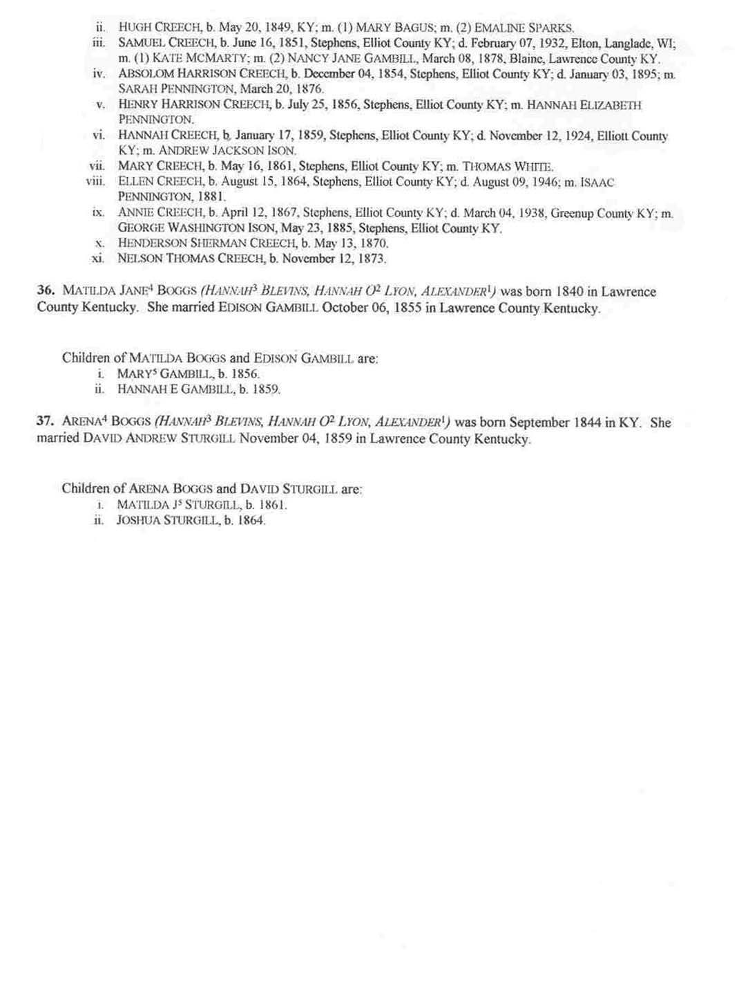 ii. HUGH CREECH, b. May 20, 1849, KY; m. (1) MARY BAGUS; m. (2) EMALINE SPARKS.
iii. SAMUEL CREECH, b. June 16, 1851, Stephens, Elliot County KY; d. February 07, 1932, Elton, Langlade, WI;
m. (1) KATE MCMARTY; m. (2) NANCY JANE GAMBILL, March 08, 1878, Blaine, Lawrence County KY.
iv. ABSOLOM HARRISON CREECH, b. December 04, 1854, Stephens, Elliot County KY; d. January 03, 1895; m.
SARAH PENNINGTON, March 20, 1876.
v. HENRY HARRISON CREECH, b. July 25, 1856, Stephens, Elliot County KY; m. HANNAH ELIZABETH
PENNINGTON.
vi. HANNAH CREECH, b. January 17, 1859, Stephens, Elliot County KY; d. November 12, 1924, Elliott County
KY; m. ANDREW JACKSON ISON.
vii. MARY CREECH, b. May 16, 1861, Stephens, Elliot County KY; m. THOMAS WHITE.
viii. ELLEN CREECH, b. August 15, 1864, Stephens, Elliot County KY; d. August 09, 1946; m. ISAAC
PENNINGTON, 1881.
ix. ANNIE CREECH, b. April 12, 1867, Stephens, Elliot County KY; d. March 04, 1938, Greenup County KY; m.
GEORGE WASHINGTON ISON, May 23, 1885, Stephens, Elliot County KY.
x. HENDERSON SHERMAN CREECH, b. May 13, 1870.
xi. NELSON THOMAS CREECH, b. November 12, 1873.
36. MATILDA JANE⁴ BOGGS (HANNAH³ BLEVINS, HANNAH O² LYON, ALEXANDER¹) was born 1840 in Lawrence
County Kentucky. She married EDISON GAMBILL October 06, 1855 in Lawrence County Kentucky.
Children of MATILDA BOGGS and EDISON GAMBILL are:
i. MARY⁵ GAMBILL, b. 1856.
ii. HANNAH E GAMBILL, b. 1859.
37. ARENA⁴ BOGGS (HANNAH³ BLEVINS, HANNAH O² LYON, ALEXANDER¹) was born September 1844 in KY. She
married DAVID ANDREW STURGILL November 04, 1859 in Lawrence County Kentucky.
Children of ARENA BOGGS and DAVID STURGILL are:
i. MATILDA J⁵ STURGILL, b. 1861.
ii. JOSHUA STURGILL, b. 1864.